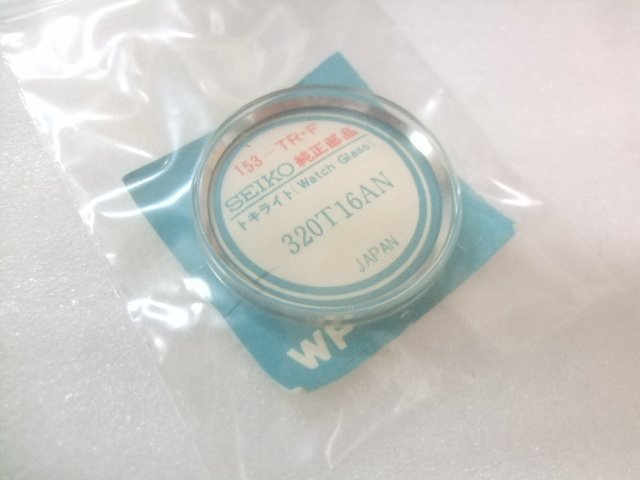 153-TR・F
SEIKO 純正部品
トキライト(Watch Glass)
320T16AN
JAPAN
WP